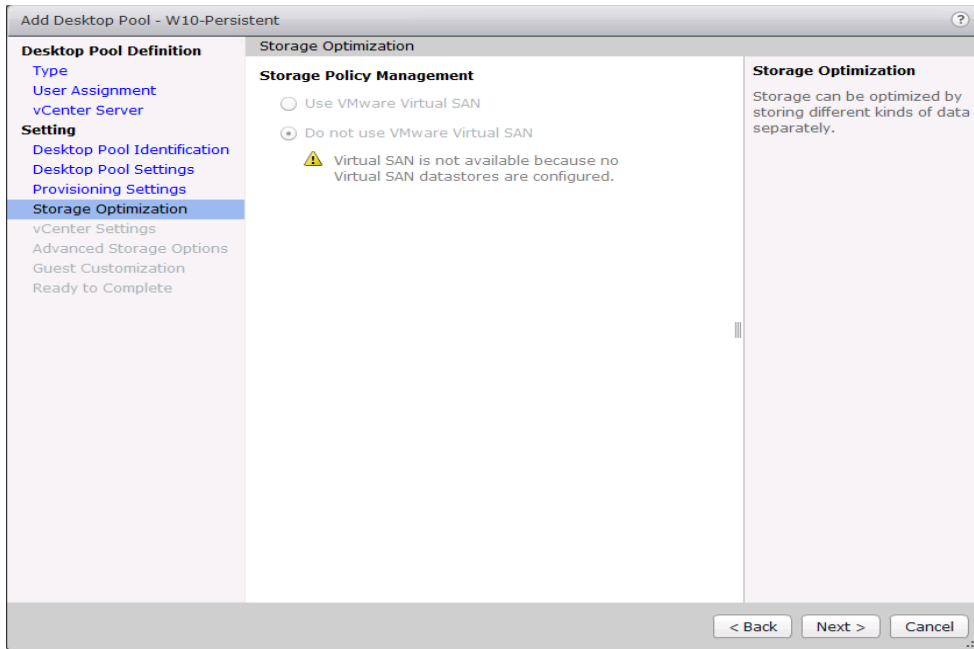 Add Desktop Pool - W10-Persistent
?
Desktop Pool Definition
Type
User Assignment
vCenter Server
Setting
Desktop Pool Identification
Desktop Pool Settings
Provisioning Settings
Storage Optimization
vCenter Settings
Advanced Storage Options
Guest Customization
Ready to Complete
Storage Optimization
Storage Policy Management
Use VMware Virtual SAN
Do not use VMware Virtual SAN
Virtual SAN is not available because no
Virtual SAN datastores are configured.
Storage Optimization
Storage can be optimized by
storing different kinds of data
separately.
< Back
Next >
Cancel